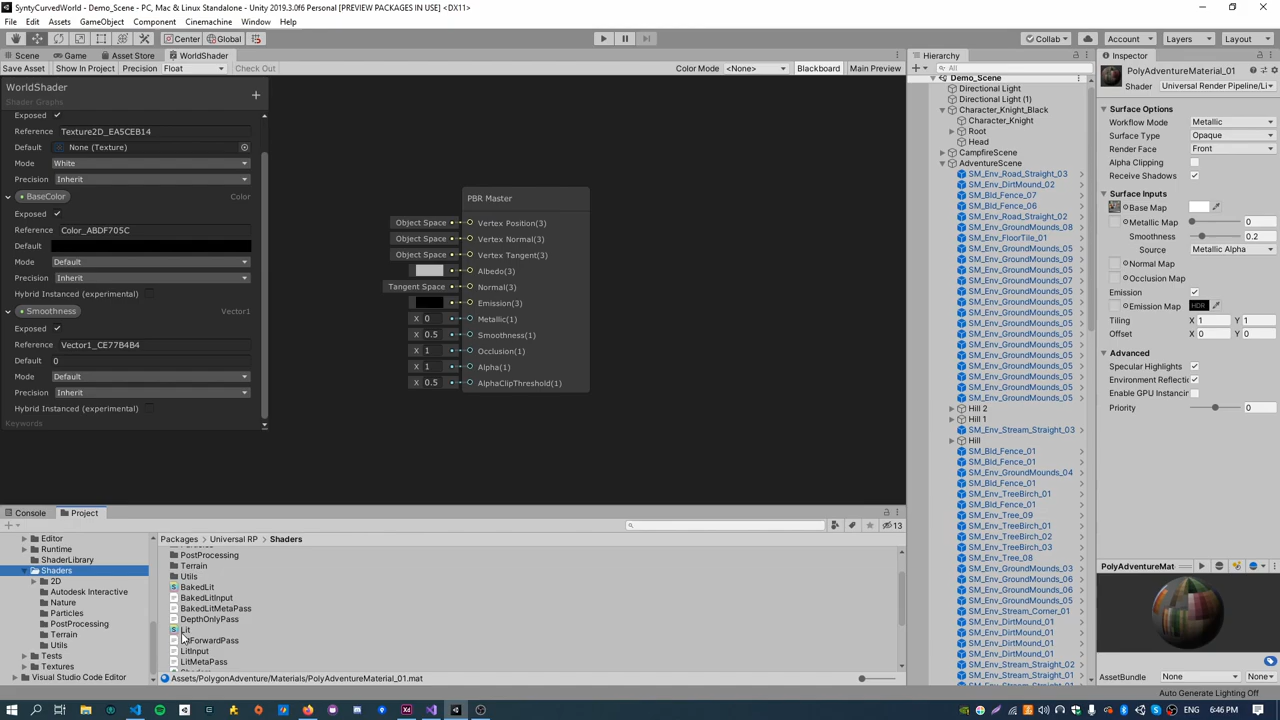 SyntyCurvedWorld - Demo_Scene - PC, Mac & Linux Standalone - Unity 2019.3.0f6 Personal [PREVIEW PACKAGES IN USE] <DX11>
File Edit Assets GameObject Component Cinemachine Window Help
Center Global Collab Account Layers Layout
Scene Game Asset Store WorldShader
Save Asset Show In Project Precision Float Check Out Color Mode <None> Blackboard Main Preview
WorldShader
Shader Graphs
Exposed
Reference Texture2D_EA5CEB14
Default None (Texture)
Mode White
Precision Inherit
BaseColor Color
Exposed
Reference Color_ABDF705C
Default
Mode Default
Precision Inherit
Hybrid Instanced (experimental)
Smoothness Vector1
Exposed
Reference Vector1_CE77B4B4
Default 0
Mode Default
Precision Inherit
Hybrid Instanced (experimental)
Keywords
PBR Master
Object Space Vertex Position(3)
Object Space Vertex Normal(3)
Object Space Vertex Tangent(3)
Albedo(3)
Tangent Space Normal(3)
Emission(3)
X 0 Metallic(1)
X 0.5 Smoothness(1)
X 1 Occlusion(1)
X 1 Alpha(1)
X 0.5 AlphaClipThreshold(1)
Console Project
13
Editor
Runtime
ShaderLibrary
Shaders
2D
Autodesk Interactive
Nature
Particles
PostProcessing
Terrain
Utils
Tests
Textures
Visual Studio Code Editor
Packages Universal RP Shaders
PostProcessing
Terrain
Utils
BakedLit
BakedLitInput
BakedLitMetaPass
DepthOnlyPass
Lit
LitForwardPass
LitInput
LitMetaPass
Assets/PolygonAdventure/Materials/PolyAdventureMaterial_01.mat
Hierarchy
All
Demo_Scene
Directional Light
Directional Light (1)
Character_Knight_Black
Character_Knight
Root
Head
CampfireScene
AdventureScene
SM_Env_Road_Straight_03
SM_Env_DirtMound_02
SM_Bld_Fence_07
SM_Bld_Fence_06
SM_Env_Road_Straight_02
SM_Env_GroundMounds_08
SM_Env_FloorTile_01
SM_Env_GroundMounds_05
SM_Env_GroundMounds_09
SM_Env_GroundMounds_05
SM_Env_GroundMounds_07
SM_Env_GroundMounds_05
SM_Env_GroundMounds_05
SM_Env_GroundMounds_05
SM_Env_GroundMounds_05
SM_Env_GroundMounds_05
SM_Env_GroundMounds_05
SM_Env_GroundMounds_05
SM_Env_GroundMounds_05
SM_Env_GroundMounds_05
SM_Env_GroundMounds_05
SM_Env_GroundMounds_05
Hill 2
Hill 1
SM_Env_Stream_Straight_03
Hill
SM_Bld_Fence_01
SM_Bld_Fence_01
SM_Env_GroundMounds_04
SM_Bld_Fence_01
SM_Env_TreeBirch_01
SM_Bld_Fence_01
SM_Env_Tree_09
SM_Env_TreeBirch_01
SM_Env_TreeBirch_02
SM_Env_TreeBirch_03
SM_Env_Tree_08
SM_Env_GroundMounds_03
SM_Env_GroundMounds_06
SM_Env_GroundMounds_06
SM_Env_GroundMounds_05
SM_Env_Stream_Corner_01
SM_Env_DirtMound_01
SM_Env_DirtMound_01
SM_Env_DirtMound_01
SM_Env_DirtMound_01
SM_Env_Stream_Straight_02
SM_Env_Stream_Straight_01
Inspector
PolyAdventureMaterial_01
Shader Universal Render Pipeline/Li
Surface Options
Workflow Mode Metallic
Surface Type Opaque
Render Face Front
Alpha Clipping
Receive Shadows
Surface Inputs
Base Map
Metallic Map 0
Smoothness 0.2
Source Metallic Alpha
Normal Map
Occlusion Map
Emission
Emission Map HDR
Tiling X 1 Y 1
Offset X 0 Y 0
Advanced
Specular Highlights
Environment Reflectio
Enable GPU Instancing
Priority 0
PolyAdventureMat
AssetBundle None None
Auto Generate Lighting Off
ENG 6:46 PM